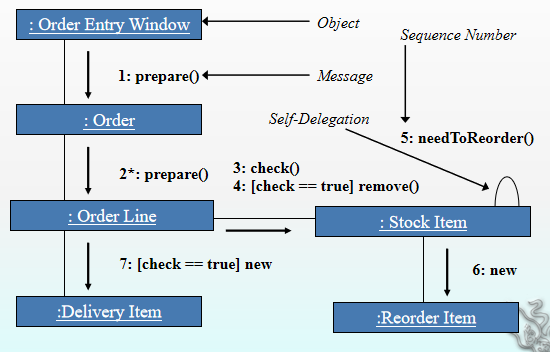 : Order Entry Window
Object
Sequence Number
1: prepare()
Message
: Order
Self-Delegation
5: needToReorder()
2*: prepare()
3: check()
4: [check == true] remove()
: Order Line
: Stock Item
7: [check == true] new
6: new
:Delivery Item
:Reorder Item